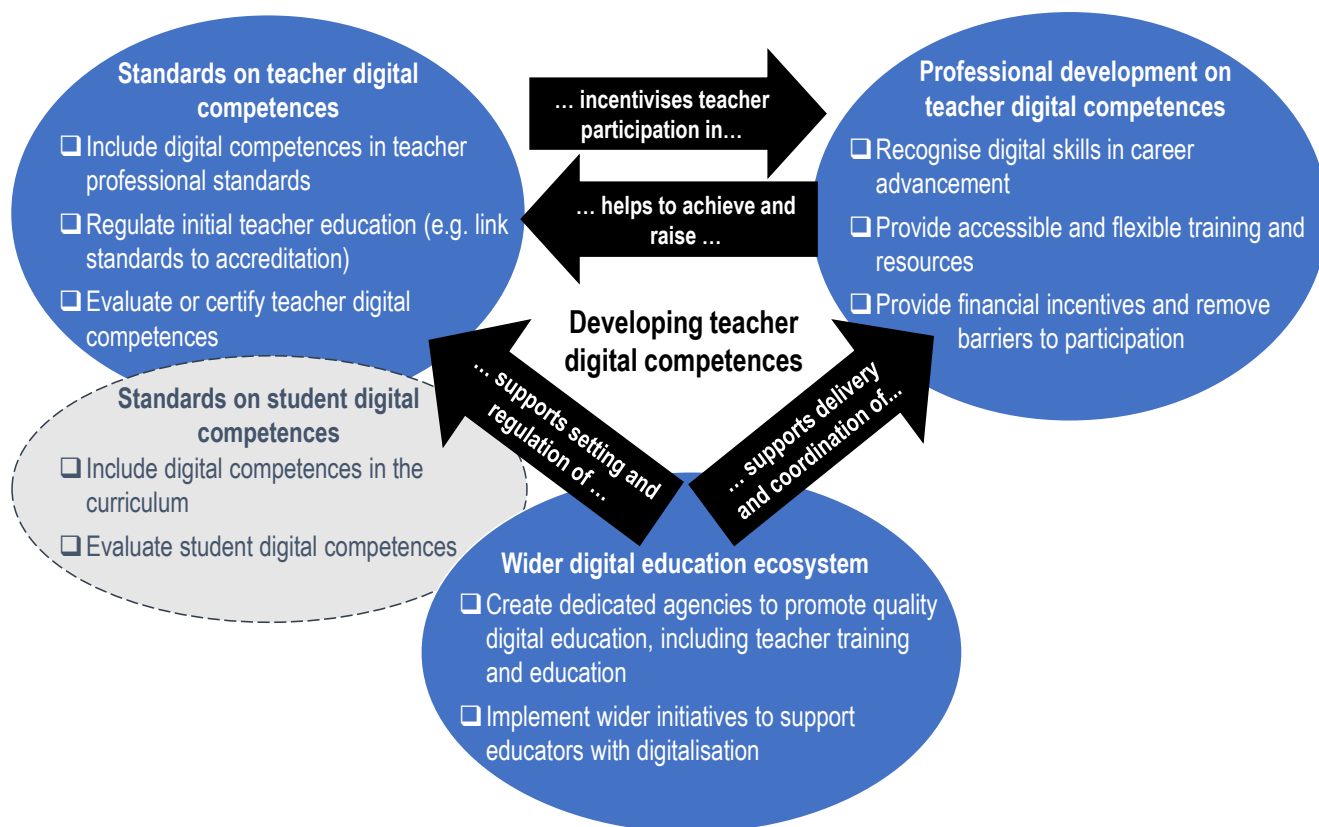 Standards on teacher digital
competences
❑ Include digital competences in teacher
professional standards
❑ Regulate initial teacher education (e.g. link
standards to accreditation)
❑ Evaluate or certify teacher digital
competences
… incentivises teacher
participation in…
… helps to achieve and
raise …
Professional development on
teacher digital competences
❑ Recognise digital skills in career
advancement
❑ Provide accessible and flexible training and
resources
❑ Provide financial incentives and remove
barriers to participation
Developing teacher
digital competences
Standards on student digital
competences
❑ Include digital competences in the
curriculum
❑ Evaluate student digital competences
… supports setting and
regulation of …
… supports delivery
and coordination of…
Wider digital education ecosystem
❑ Create dedicated agencies to promote quality
digital education, including teacher training
and education
❑ Implement wider initiatives to support
educators with digitalisation